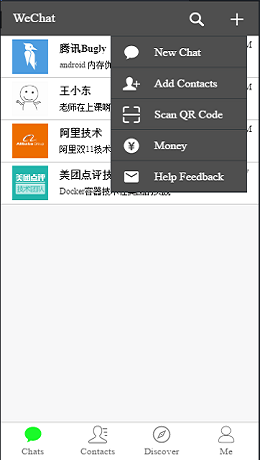 WeChat
腾讯Bugly
android 内存优
王小东
老师在上课
阿里技术
阿里双11技术
美团点评技
Docker容器技术在美团的实践
New Chat
Add Contacts
Scan QR Code
Money
Help Feedback
Chats
Contacts
Discover
Me